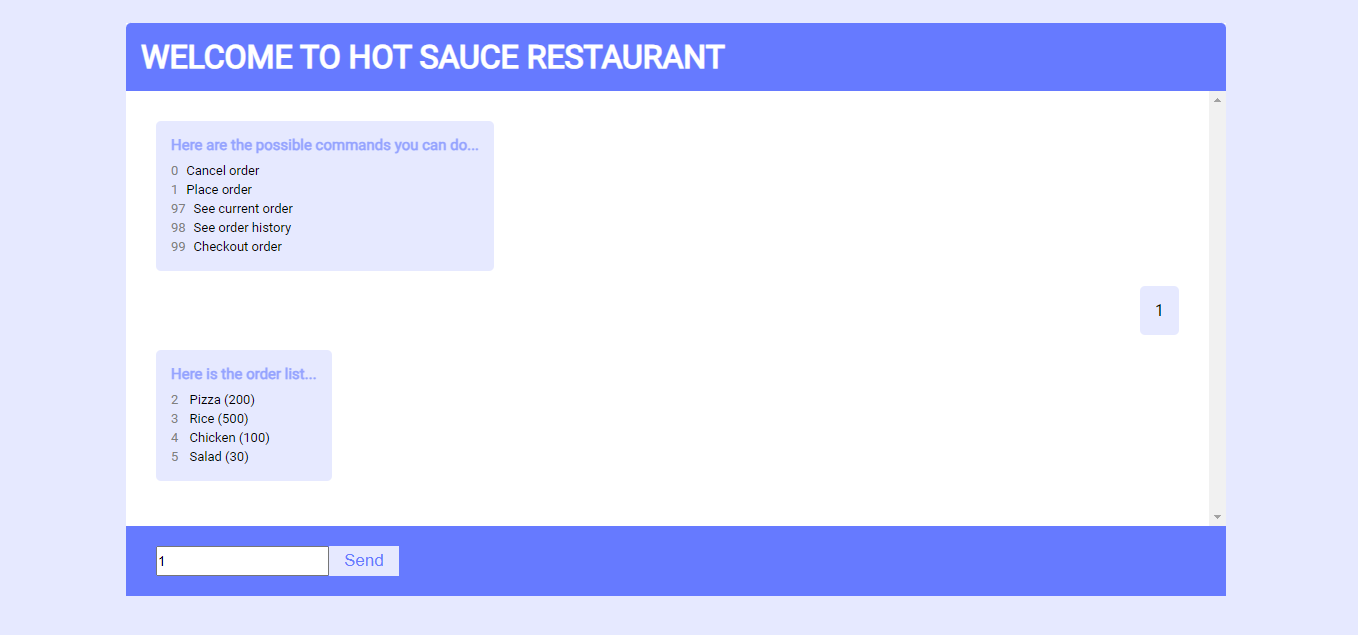 WELCOME TO HOT SAUCE RESTAURANT
Here are the possible commands you can do...
0 Cancel order
1 Place order
97 See current order
98 See order history
99 Checkout order
1
Here is the order list...
2 Pizza (200)
3 Rice (500)
4 Chicken (100)
5 Salad (30)
1 Send